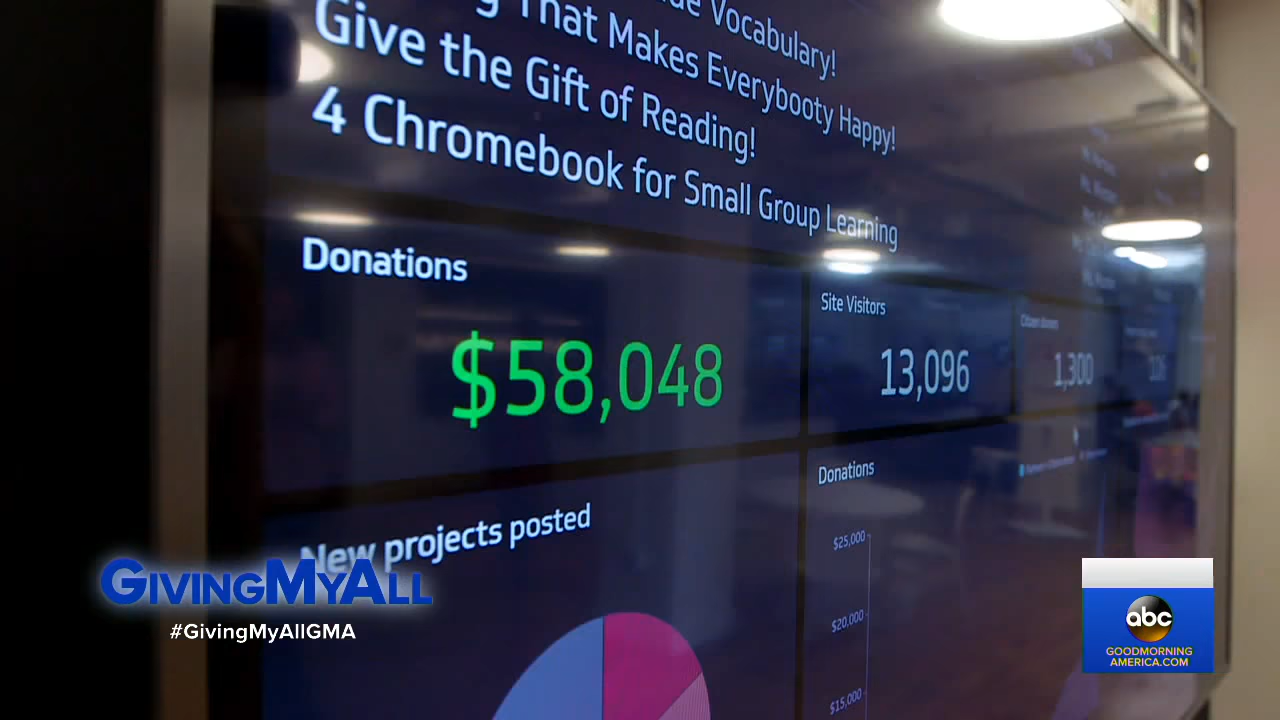 Vocabulary!
That Makes Everybooty Happy!
Give the Gift of Reading!
4 Chromebook for Small Group Learning
Donations
$58,048
Site Visitors
13,096
Citizen donors
1,300
New projects posted
Donations
$25,000
$20,000
$15,000
GIVINGMYALL
#GivingMyAllGMA
abc
GOODMORNING
AMERICA.COM